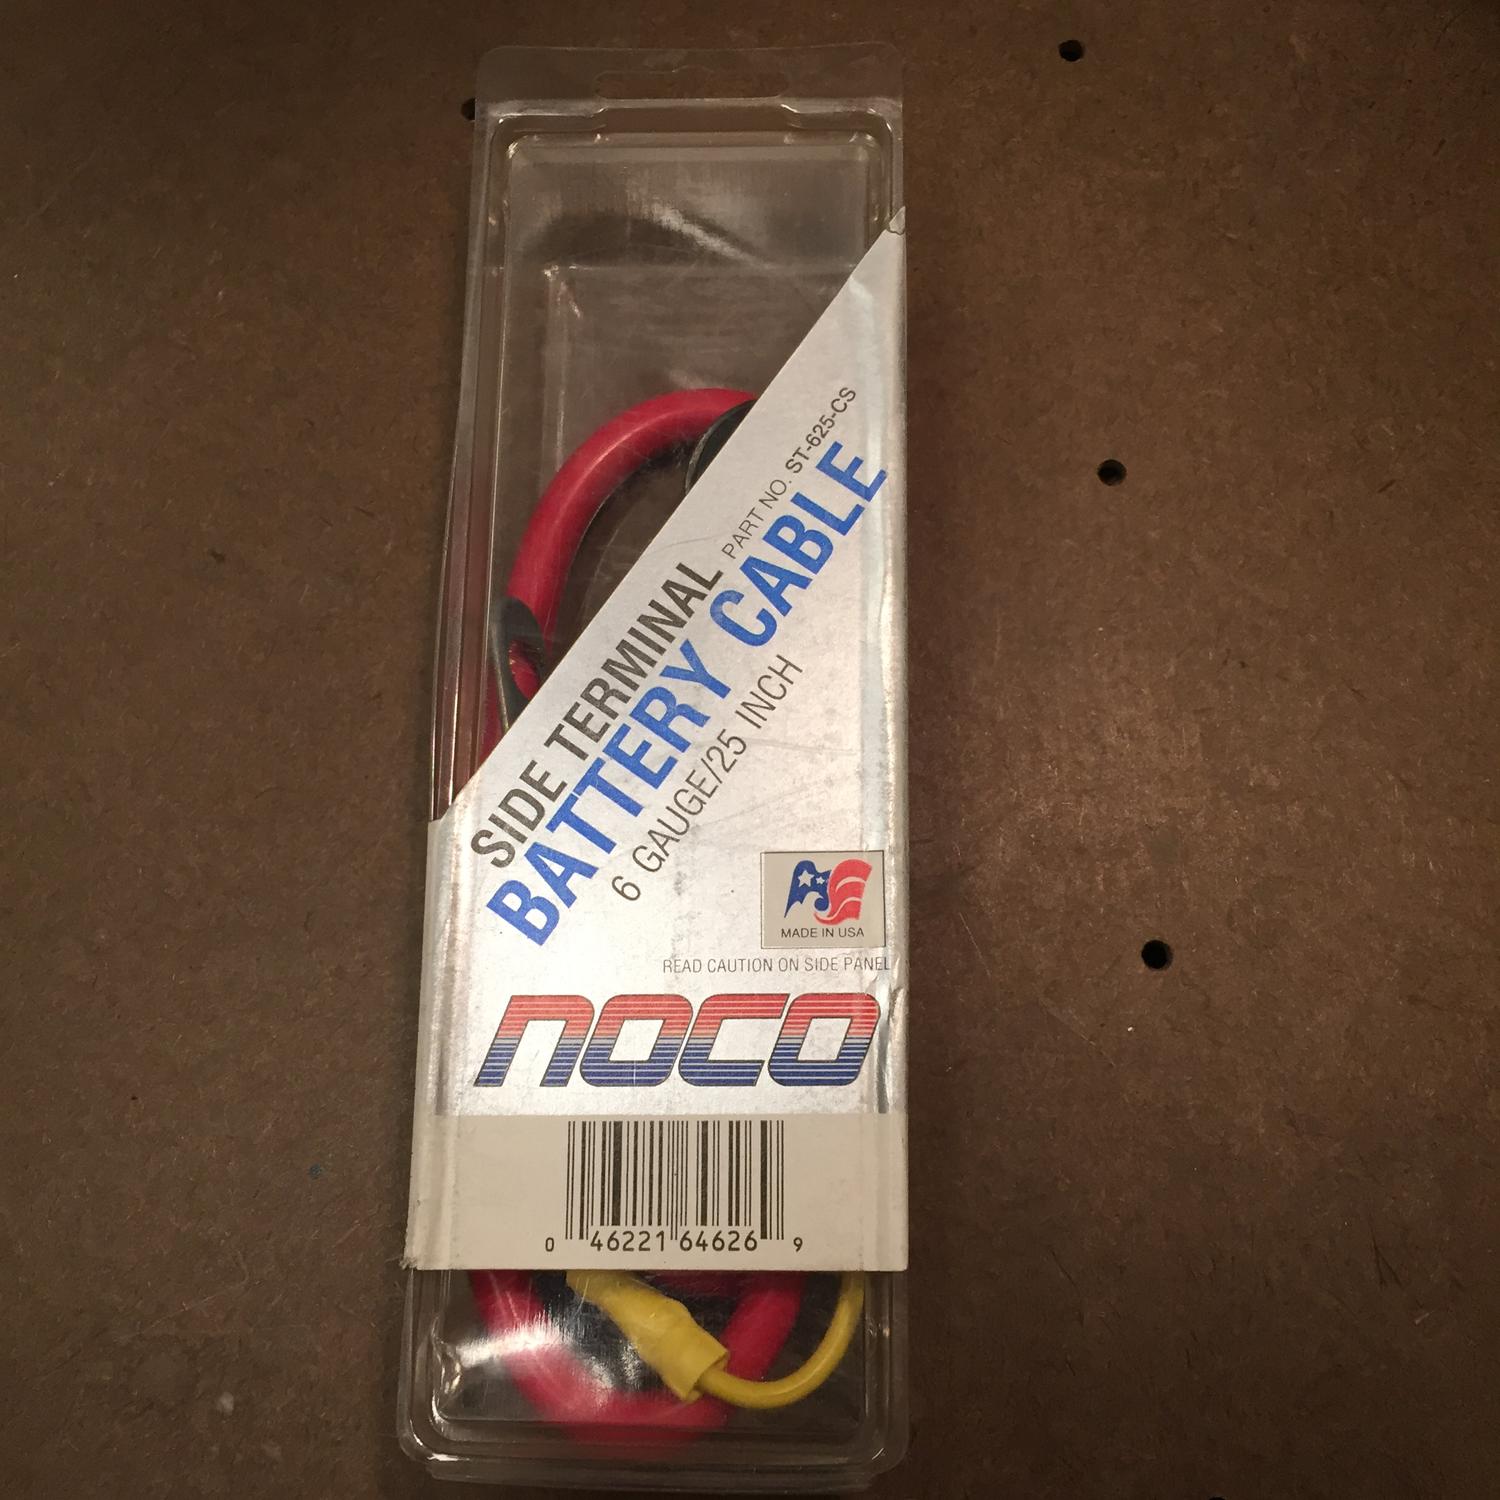 SIDE TERMINAL PART NO. ST-625-CS
BATTERY CABLE
6 GAUGE/25 INCH
MADE IN USA
READ CAUTION ON SIDE PANEL
NOCO
0 46221 64626 9